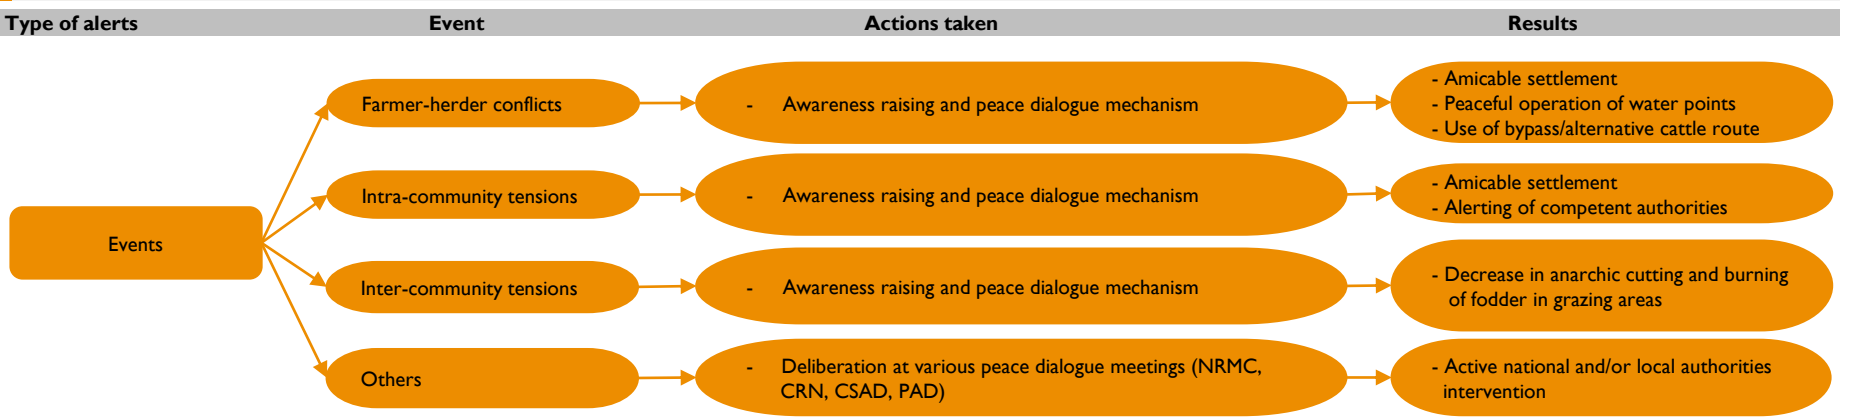 Type of alerts Event Actions taken Results
Farmer-herder conflicts
- Awareness raising and peace dialogue mechanism
- Amicable settlement
- Peaceful operation of water points
- Use of bypass/alternative cattle route
Events
Intra-community tensions
- Awareness raising and peace dialogue mechanism
- Amicable settlement
- Alerting of competent authorities
Inter-community tensions
- Awareness raising and peace dialogue mechanism
- Decrease in anarchic cutting and burning
of fodder in grazing areas
Others
- Deliberation at various peace dialogue meetings (NRMC,
CRN, CSAD, PAD)
- Active national and/or local authorities
intervention